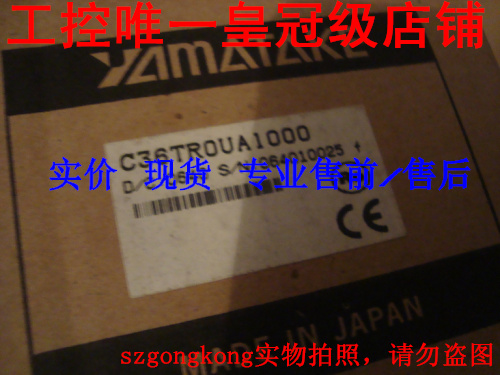 工控唯一皇冠级店铺
YAMATAKE
C36TR0UA1000
实价 现货 专业售前/售后
CE
MADE IN JAPAN
szgongkong实物拍照，请勿盗图